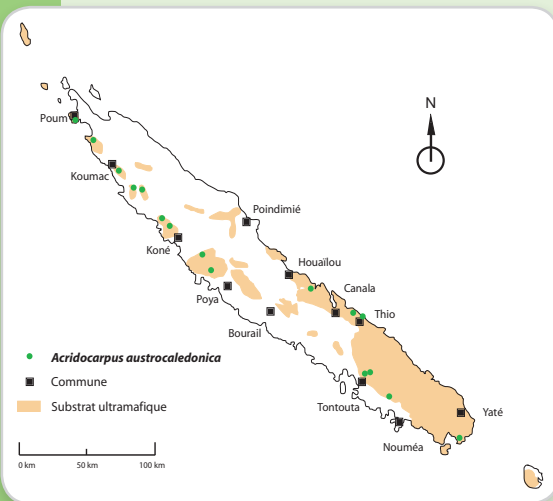 N
Poum
Koumac
Poindimié
Koné
Houaïlou
Canala
Poya
Thio
Bourail
Acridocarpus austrocaledonica
Commune
Substrat ultramafique
Tontouta
Yaté
Nouméa
0 km 50 km 100 km